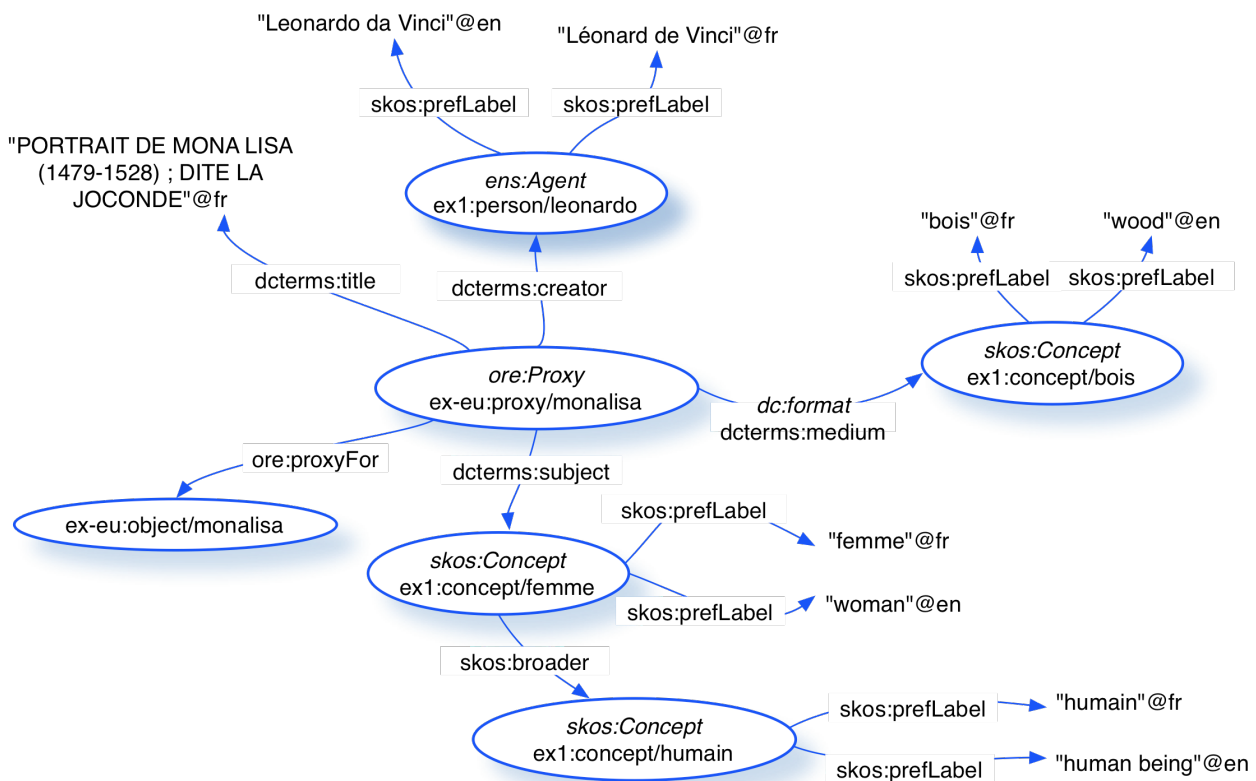 "Leonardo da Vinci"@en
"Léonard de Vinci"@fr
skos:prefLabel
skos:prefLabel
"PORTRAIT DE MONA LISA
(1479-1528) ; DITE LA
JOCONDE"@fr
ens:Agent
ex1:person/leonardo
"bois"@fr
"wood"@en
dcterms:title
dcterms:creator
skos:prefLabel
skos:prefLabel
skos:Concept
ex1:concept/bois
ore:Proxy
ex-eu:proxy/monalisa
dc:format
dcterms:medium
ore:proxyFor
dcterms:subject
ex-eu:object/monalisa
skos:prefLabel
"femme"@fr
skos:Concept
ex1:concept/femme
"woman"@en
skos:prefLabel
skos:broader
skos:Concept
ex1:concept/humain
skos:prefLabel
"humain"@fr
skos:prefLabel
"human being"@en